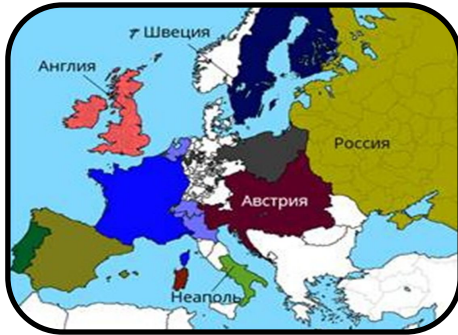 Швеция
Англия
Россия
Австрия
Неаполь